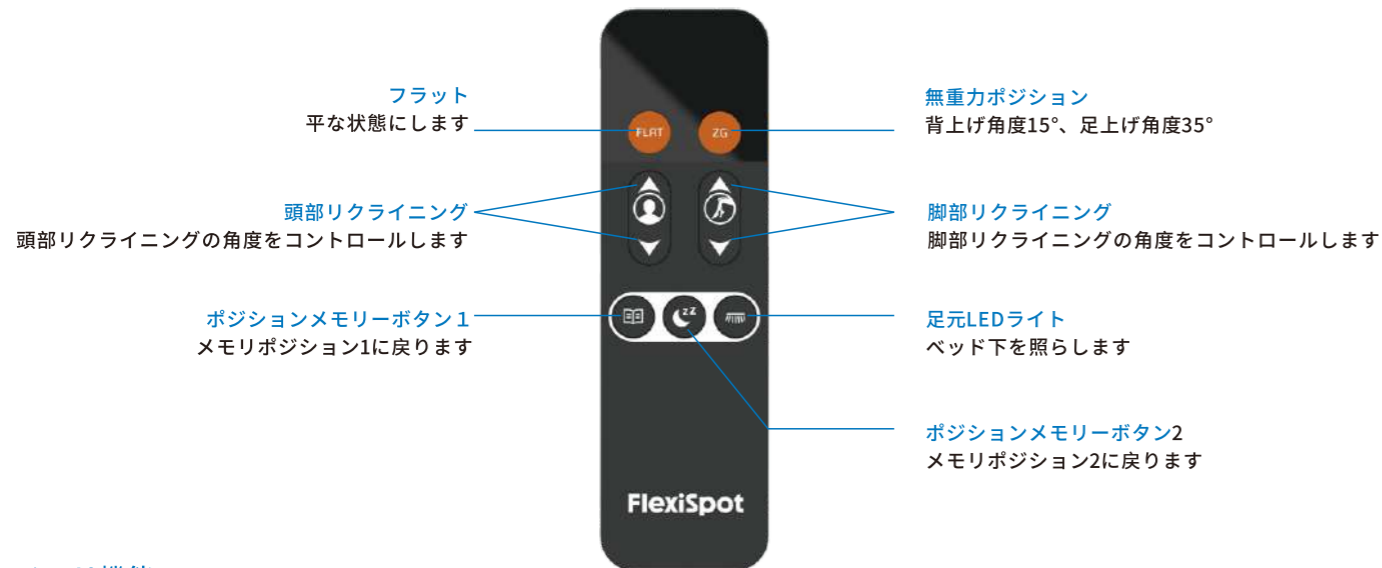 フラット
平な状態にします
無重力ポジション
背上げ角度15°、足上げ角度35°
FLAT
ZG
頭部リクライニング
頭部リクライニングの角度をコントロールします
脚部リクライニング
脚部リクライニングの角度をコントロールします
ポジションメモリーボタン１
メモリポジション1に戻ります
zz
足元LEDライト
ベッド下を照らします
ポジションメモリーボタン2
メモリポジション2に戻ります
FlexiSpot